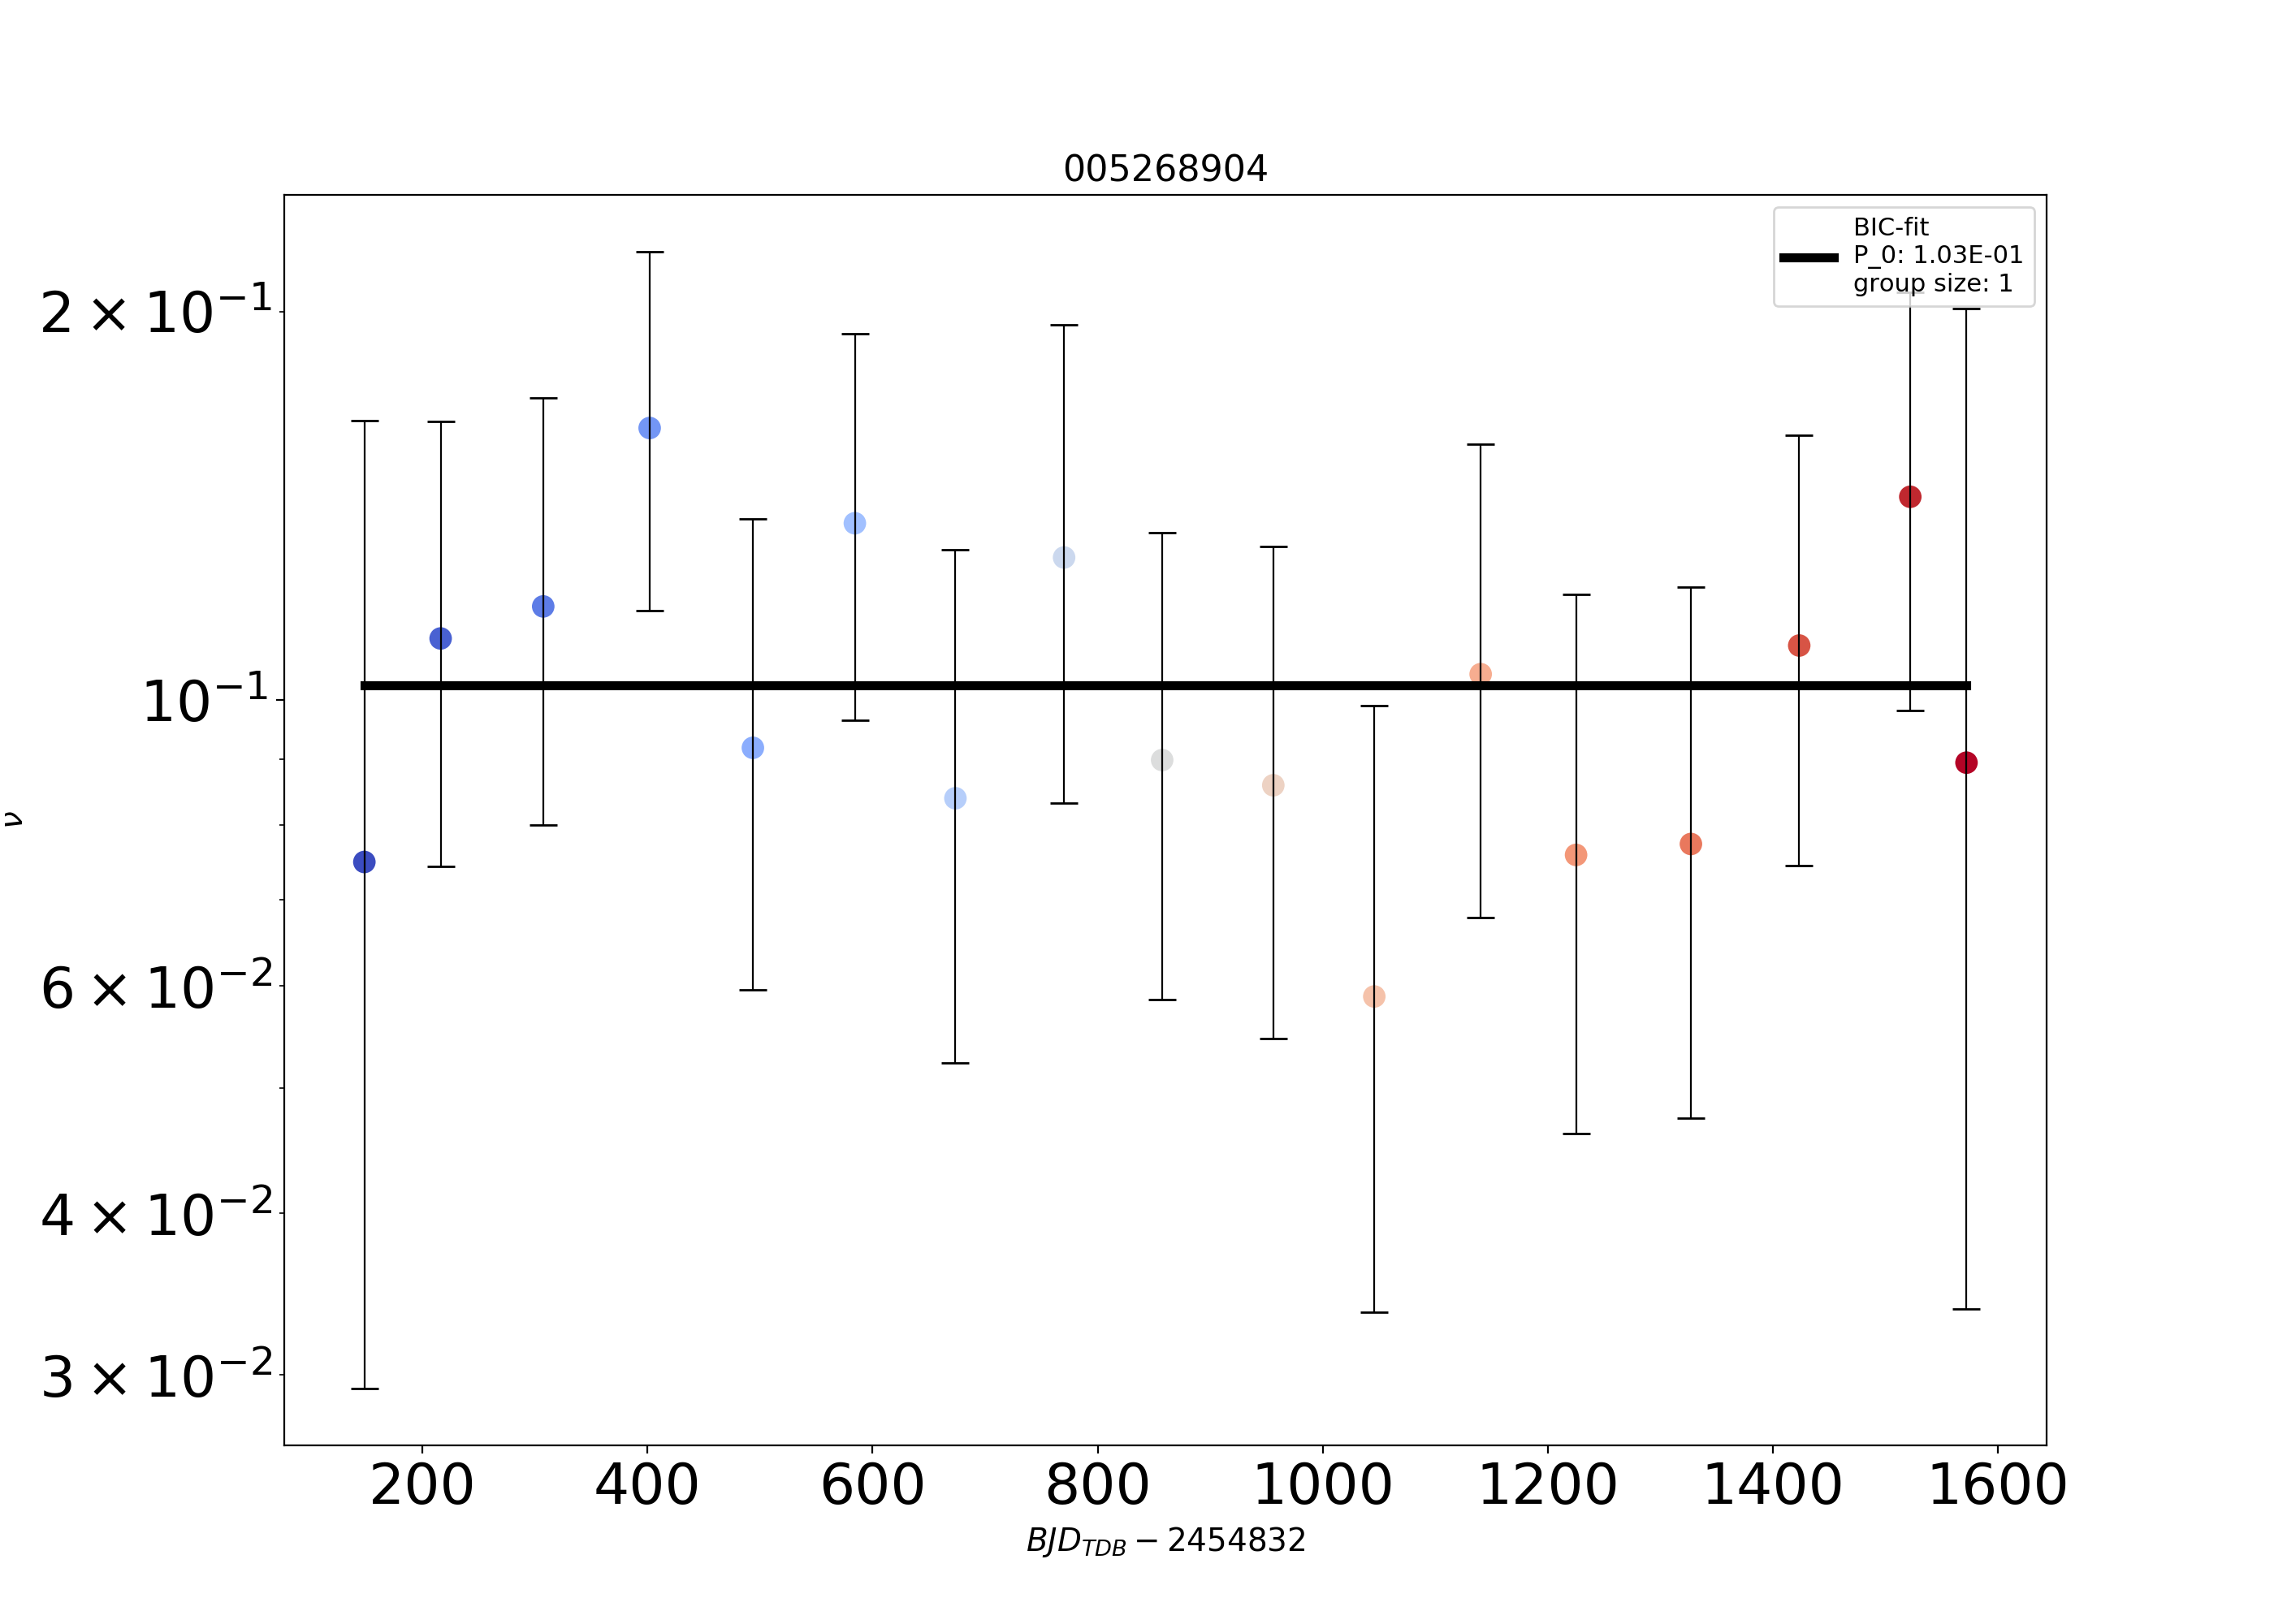 005268904
BIC-fit
P_0: 1.03E-01
group size: 1
2 × 10⁻¹
10⁻¹
6 × 10⁻²
4 × 10⁻²
3 × 10⁻²
ν
200 400 600 800 1000 1200 1400 1600
BJD_TDB − 2454832